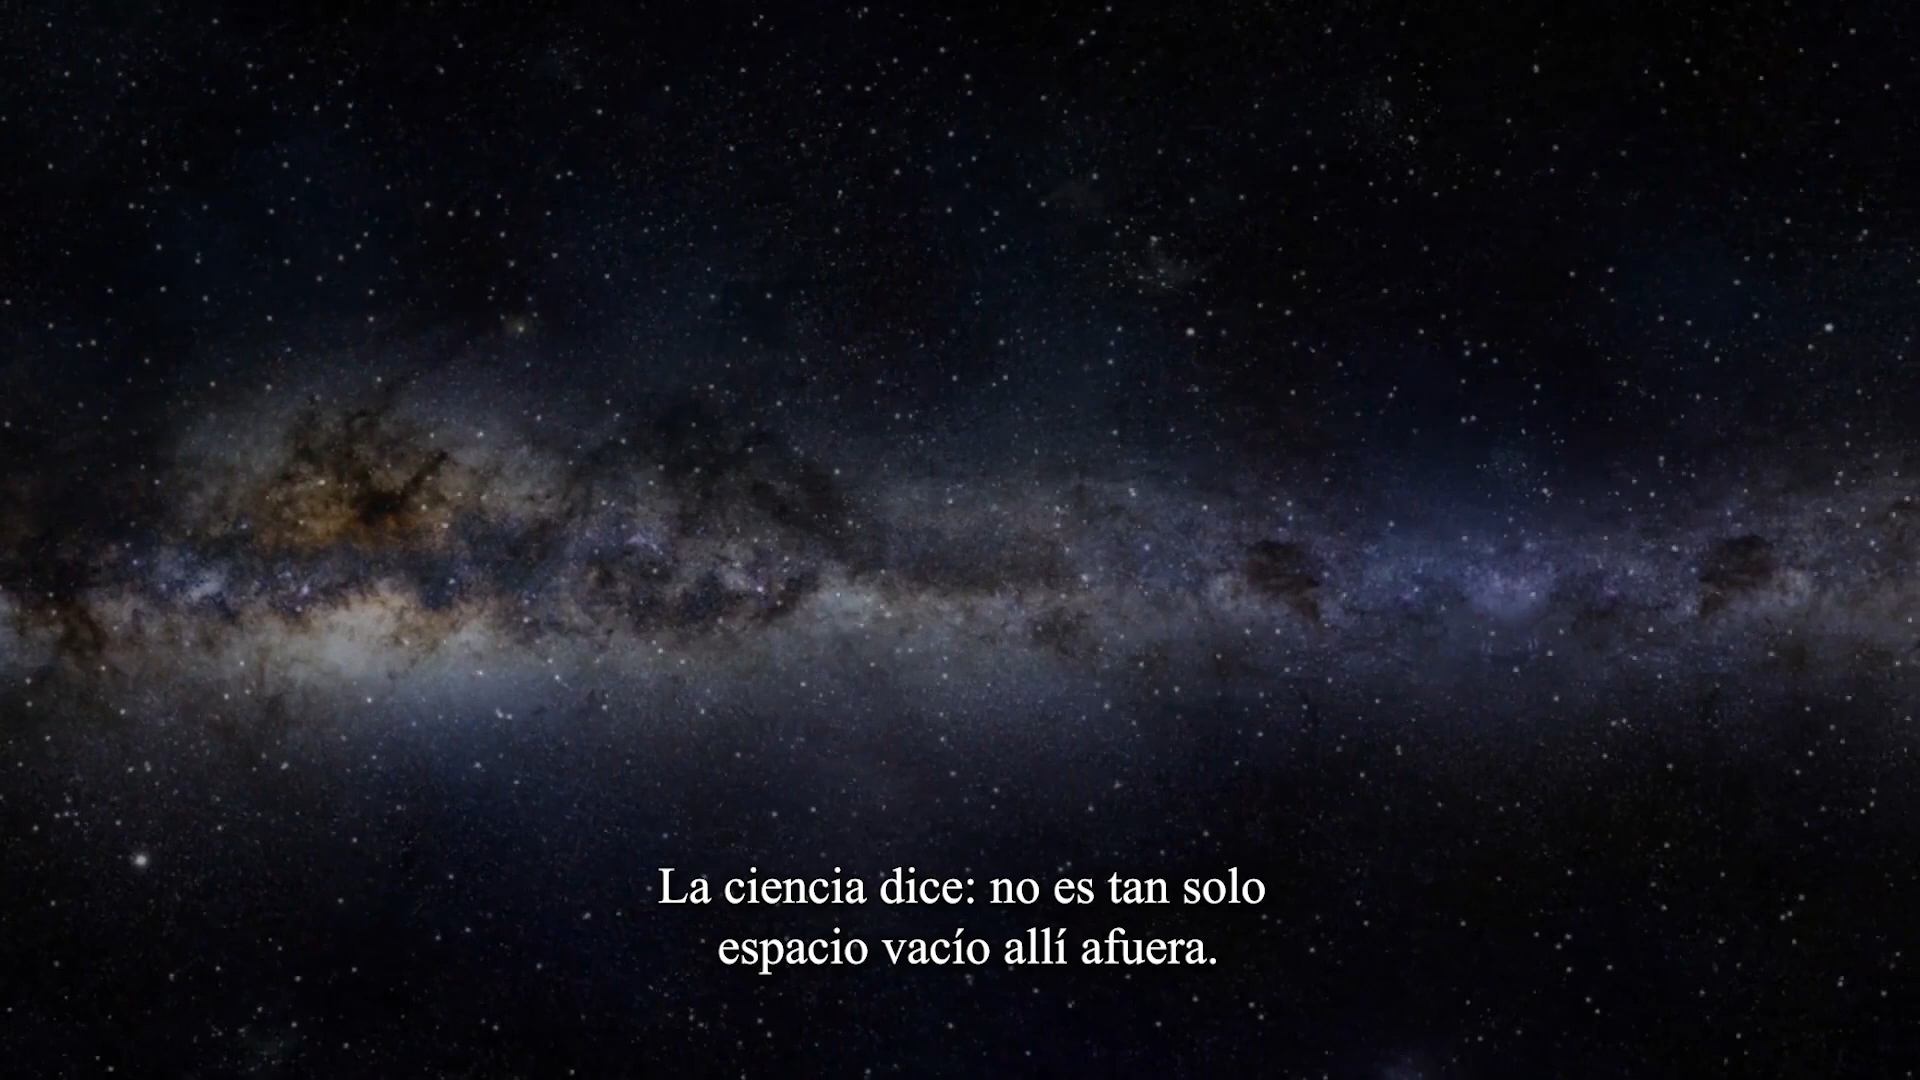 La ciencia dice: no es tan solo
espacio vacío allí afuera.